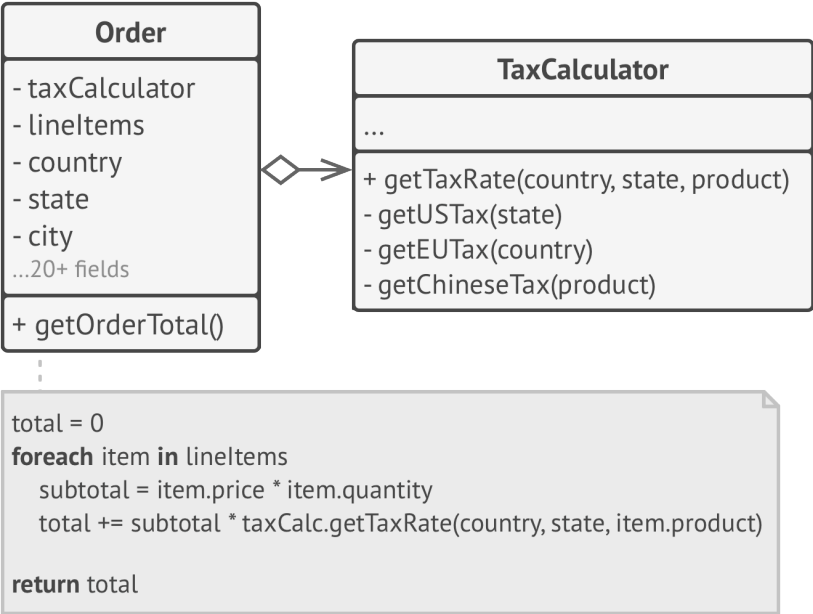 Order
- taxCalculator
- lineItems
- country
- state
- city
...20+ fields
+ getOrderTotal()
TaxCalculator
...
+ getTaxRate(country, state, product)
- getUSTax(state)
- getEUTax(country)
- getChineseTax(product)
total = 0
foreach item in lineItems
subtotal = item.price * item.quantity
total += subtotal * taxCalc.getTaxRate(country, state, item.product)
return total